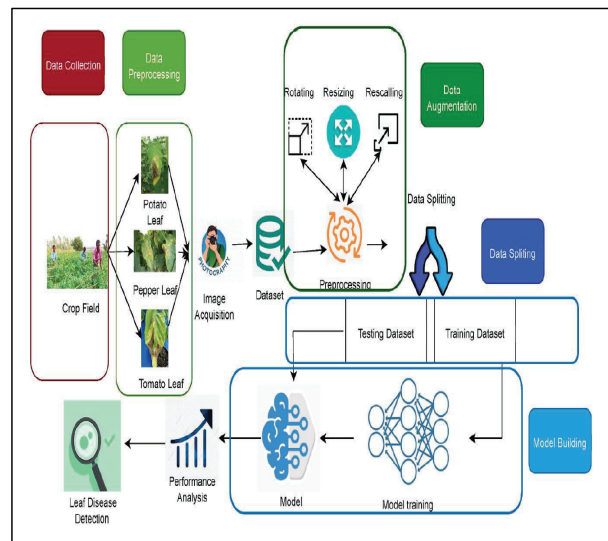 Data Collection
Data
Preprocessing
Rotating
Resizing
Rescalling
Data
Augmentation
Potato
Leaf
Pepper Leaf
Tomato Leaf
Crop Field
PHOTOGRAPHY
Image
Acquisition
Dataset
Preprocessing
Data Splitting
Data Spliting
Testing Dataset
Training Dataset
Model Building
Leaf Disease
Detection
Performance
Analysis
Model
Model training